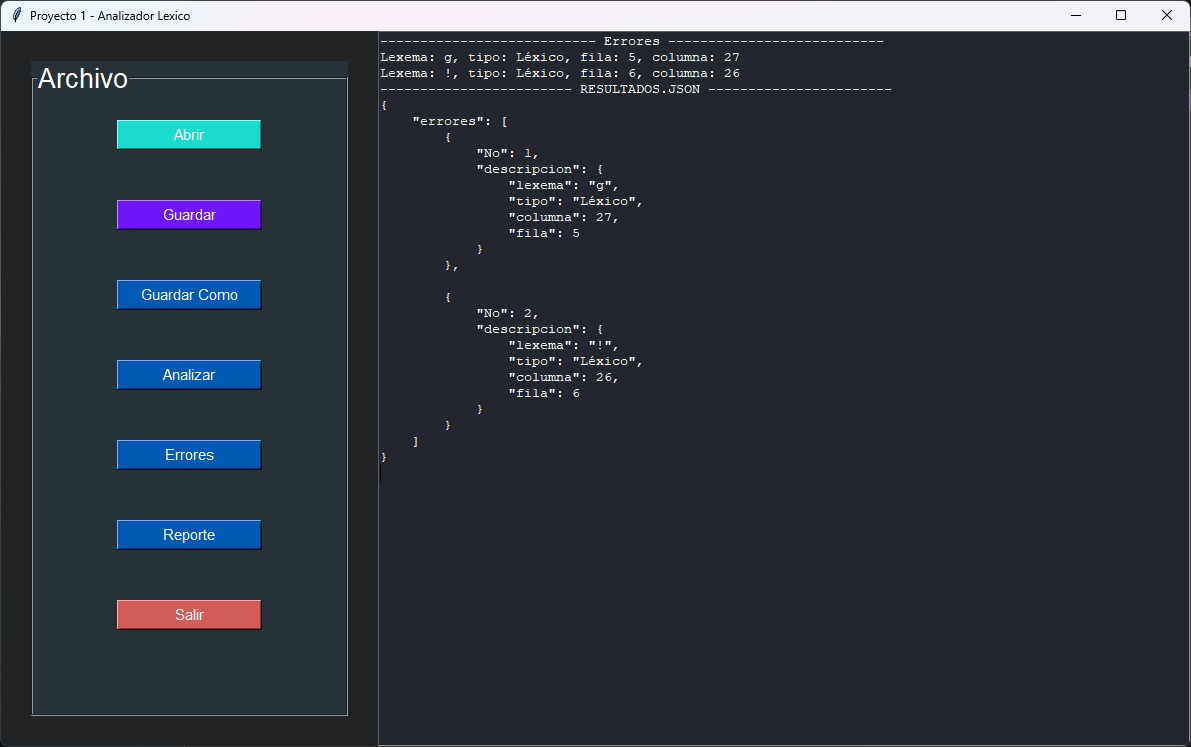 Proyecto 1 - Analizador Lexico
Archivo
Abrir
Guardar
Guardar Como
Analizar
Errores
Reporte
Salir
--------------------------- Errores ---------------------------
Lexema: g, tipo: Léxico, fila: 5, columna: 27
Lexema: !, tipo: Léxico, fila: 6, columna: 26
------------------------ RESULTADOS.JSON -----------------------
{
    "errores": [
        {
            "No": 1,
            "descripcion": {
                "lexema": "g",
                "tipo": "Léxico",
                "columna": 27,
                "fila": 5
            }
        },
        {
            "No": 2,
            "descripcion": {
                "lexema": "!",
                "tipo": "Léxico",
                "columna": 26,
                "fila": 6
            }
        }
    ]
}